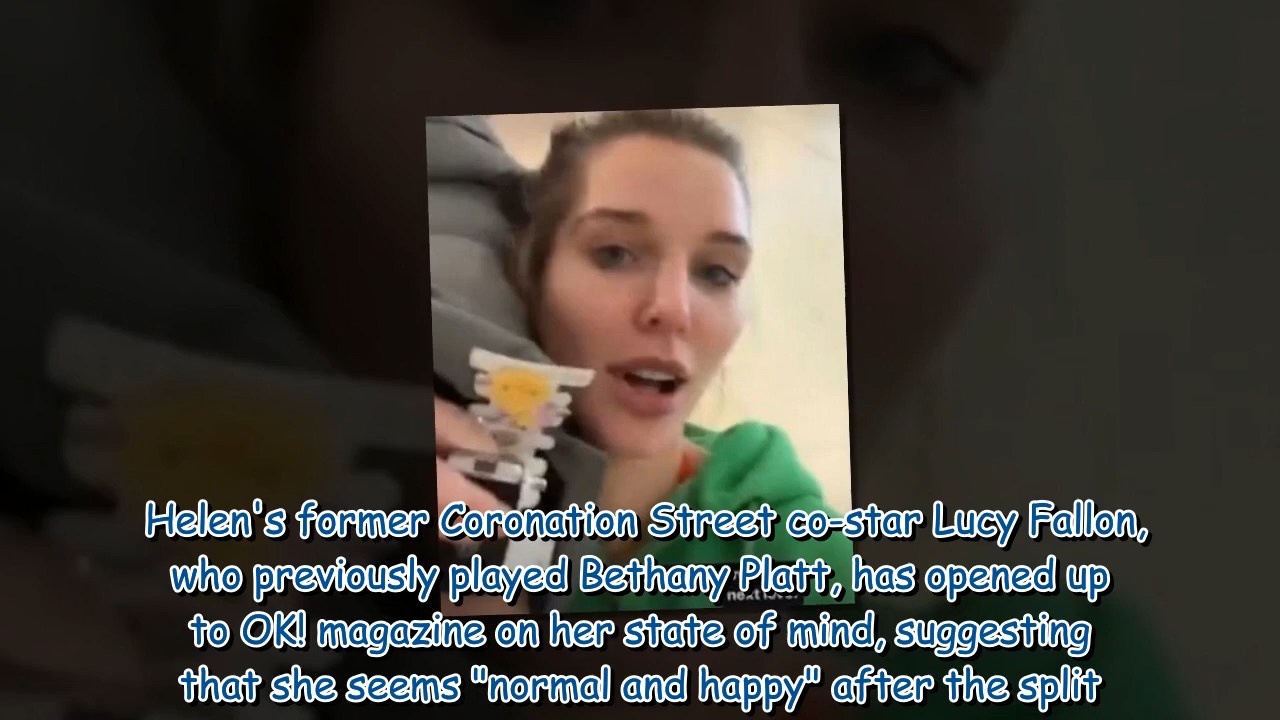 Helen's former Coronation Street co-star Lucy Fallon,
who previously played Bethany Platt, has opened up
to OK! magazine on her state of mind, suggesting
that she seems "normal and happy" after the split
next